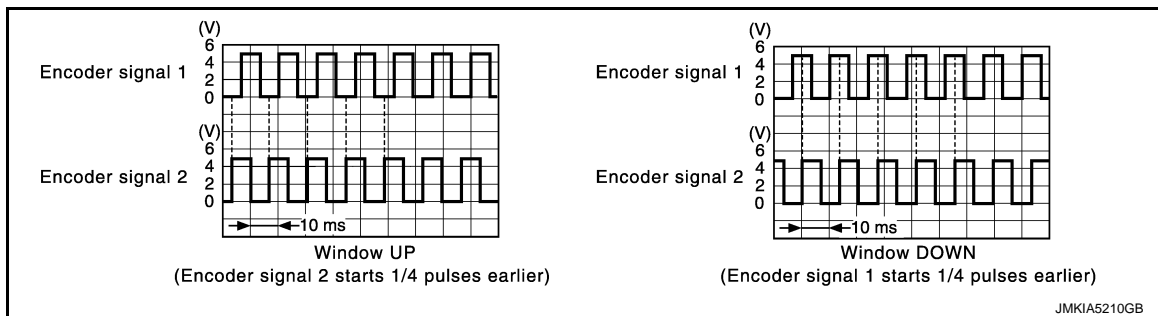 (V)
6
4
2
0
Encoder signal 1
(V)
6
4
2
0
Encoder signal 2
10 ms
Window UP
(Encoder signal 2 starts 1/4 pulses earlier)
(V)
6
4
2
0
Encoder signal 1
(V)
6
4
2
0
Encoder signal 2
10 ms
Window DOWN
(Encoder signal 1 starts 1/4 pulses earlier)
JMKIA5210GB